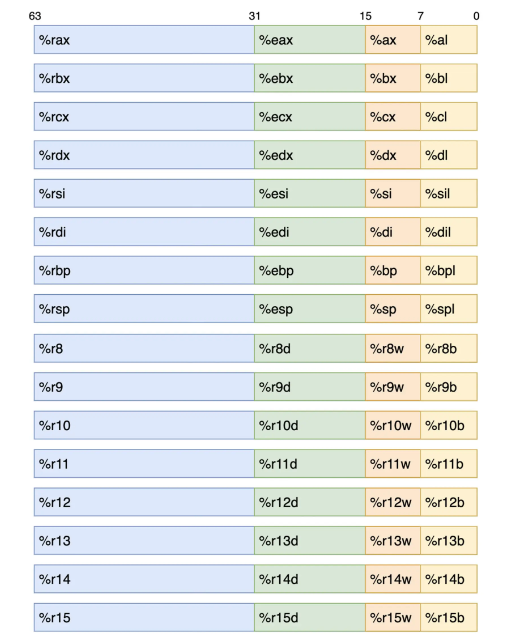 63 31 15 7 0
%rax %eax %ax %al
%rbx %ebx %bx %bl
%rcx %ecx %cx %cl
%rdx %edx %dx %dl
%rsi %esi %si %sil
%rdi %edi %di %dil
%rbp %ebp %bp %bpl
%rsp %esp %sp %spl
%r8 %r8d %r8w %r8b
%r9 %r9d %r9w %r9b
%r10 %r10d %r10w %r10b
%r11 %r11d %r11w %r11b
%r12 %r12d %r12w %r12b
%r13 %r13d %r13w %r13b
%r14 %r14d %r14w %r14b
%r15 %r15d %r15w %r15b